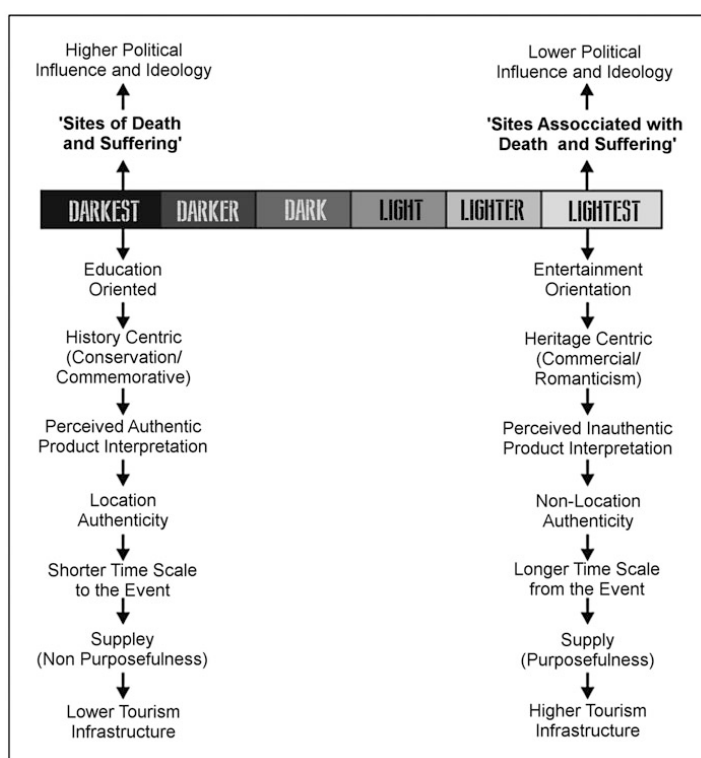 Higher Political
Influence and Ideology
Lower Political
Influence and Ideology
'Sites of Death
and Suffering'
'Sites Assocciated with
Death and Suffering'
DARKEST DARKER DARK LIGHT LIGHTER LIGHTEST
Education
Oriented
History Centric
(Conservation/
Commemorative)
Perceived Authentic
Product Interpretation
Location
Authenticity
Shorter Time Scale
to the Event
Suppley
(Non Purposefulness)
Lower Tourism
Infrastructure
Entertainment
Orientation
Heritage Centric
(Commercial/
Romanticism)
Perceived Inauthentic
Product Interpretation
Non-Location
Authenticity
Longer Time Scale
from the Event
Supply
(Purposefulness)
Higher Tourism
Infrastructure